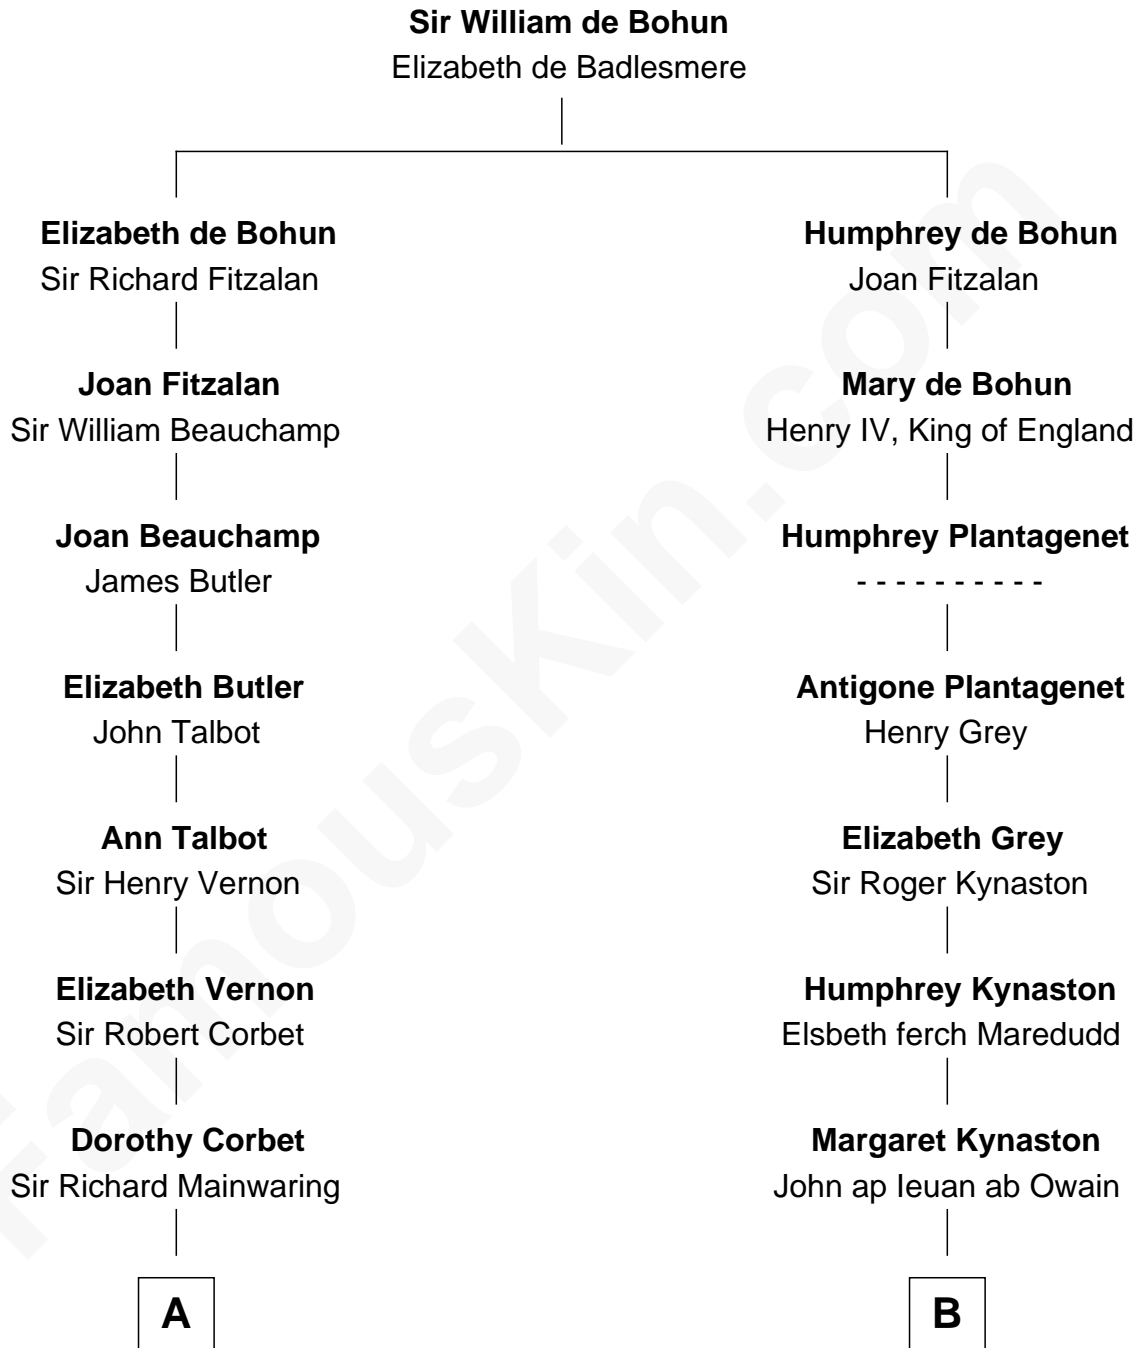 Sir William de Bohun
Elizabeth de Badlesmere
Elizabeth de Bohun
Sir Richard Fitzalan
Humphrey de Bohun
Joan Fitzalan
Joan Fitzalan
Sir William Beauchamp
Mary de Bohun
Henry IV, King of England
Joan Beauchamp
James Butler
Humphrey Plantagenet
- - - - - - - - - -
Elizabeth Butler
John Talbot
Antigone Plantagenet
Henry Grey
Ann Talbot
Sir Henry Vernon
Elizabeth Grey
Sir Roger Kynaston
Elizabeth Vernon
Sir Robert Corbet
Humphrey Kynaston
Elsbeth ferch Maredudd
Dorothy Corbet
Sir Richard Mainwaring
Margaret Kynaston
John ap Ieuan ab Owain
A
B
FamousKin.com